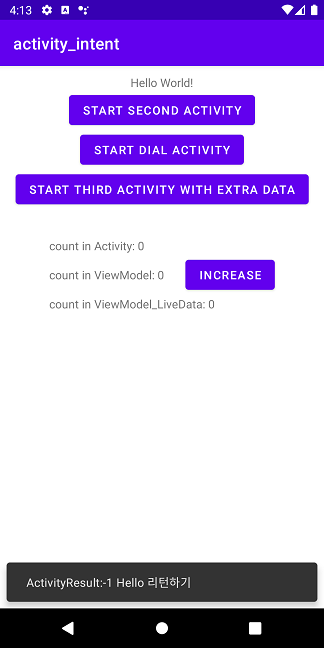 4:13
activity_intent
Hello World!
START SECOND ACTIVITY
START DIAL ACTIVITY
START THIRD ACTIVITY WITH EXTRA DATA
count in Activity: 0
count in ViewModel: 0
INCREASE
count in ViewModel_LiveData: 0
ActivityResult:-1 Hello 리턴하기